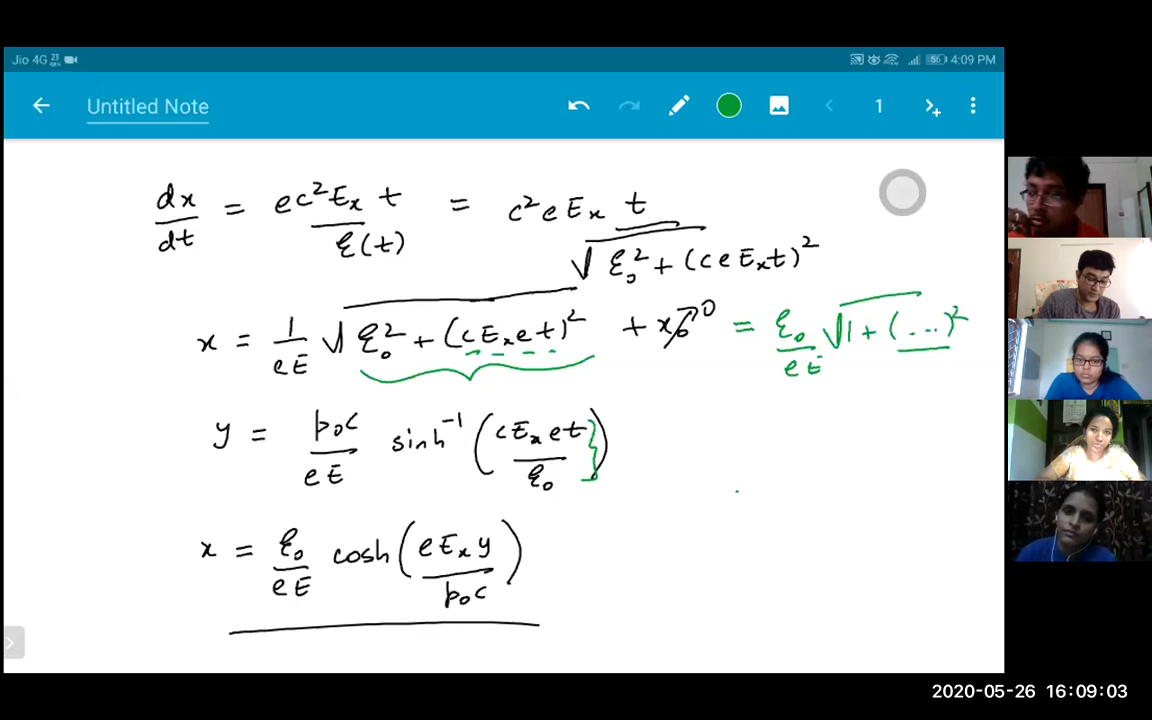 Jio 4G 4:09 PM
Untitled Note 1
dx/dt = ec²Eₓ t / ℰ(t) = c²eEₓ t / √(ℰ₀² + (ceEₓt)²)
x = 1/eE √(ℰ₀² + (cEₓet)²) + x₀ 0 = ℰ₀/eE √(1 + (...)²)
y = p₀c/eE sinh⁻¹ (cEₓet/ℰ₀)
x = ℰ₀/eE cosh (eEₓy/p₀c)
2020-05-26 16:09:03